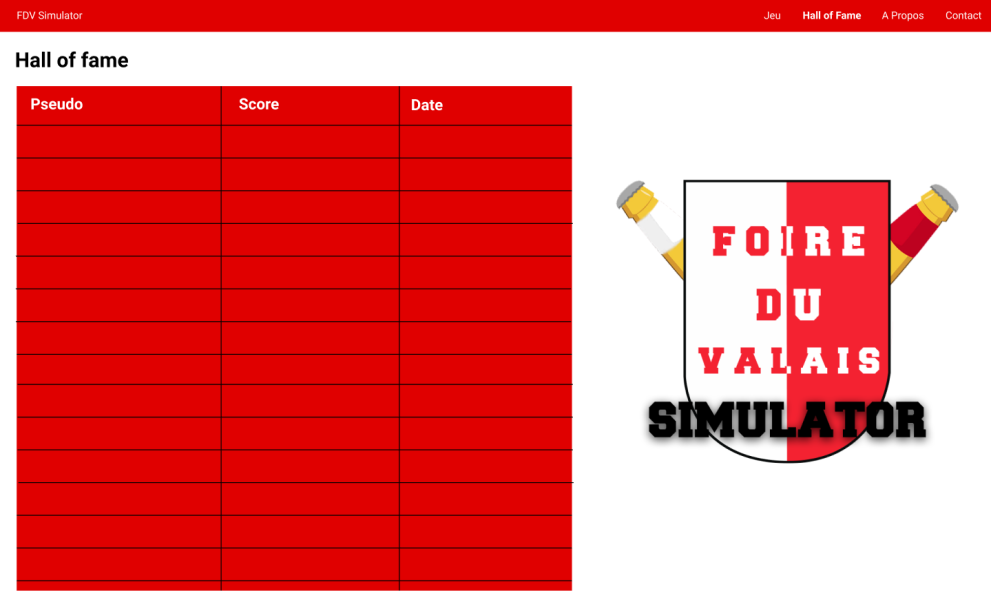 FDV Simulator
Jeu
Hall of Fame
A Propos
Contact
Hall of fame
Pseudo
Score
Date
FOIRE
DU
VALAIS
SIMULATOR